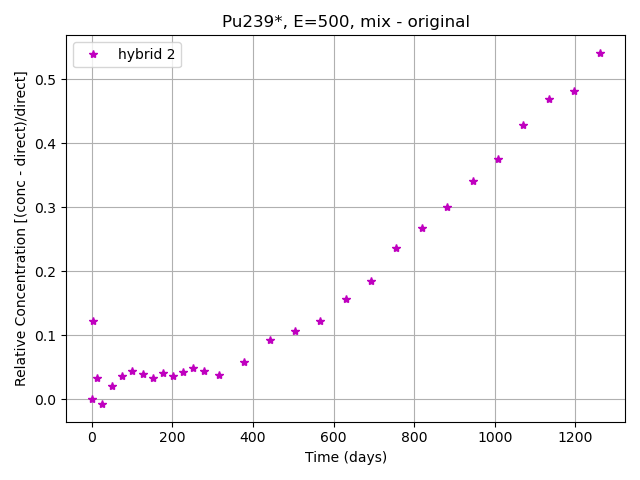 Pu239*, E=500, mix - original
hybrid 2
Relative Concentration [(conc - direct)/direct]
0.5
0.4
0.3
0.2
0.1
0.0
0 200 400 600 800 1000 1200
Time (days)